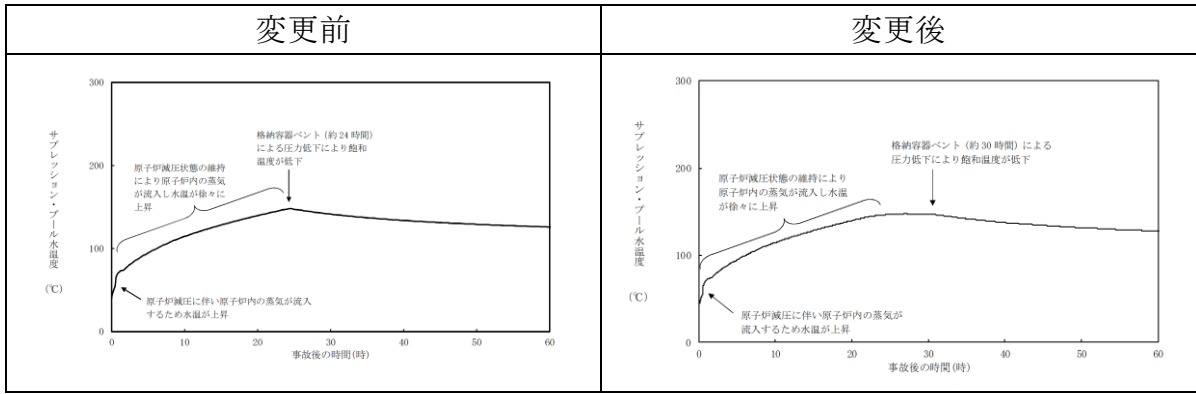 変更前
変更後
300
200
100
0
サプレッション・プール水温度
(℃)
格納容器ベント(約24時間)
による圧力低下により飽和
温度が低下
原子炉減圧状態の維持
により原子炉内の蒸気
が流入し水温が徐々に
上昇
原子炉減圧に伴い原子炉内の蒸気が流入
するため水温が上昇
0 10 20 30 40 50 60
事故後の時間(時)
300
200
100
0
サプレッション・プール水温度
(℃)
格納容器ベント(約30時間)による
圧力低下により飽和温度が低下
原子炉減圧状態の維持により
原子炉内の蒸気が流入し水温
が徐々に上昇
原子炉減圧に伴い原子炉内の蒸気が
流入するため水温が上昇
0 10 20 30 40 50 60
事故後の時間(時)